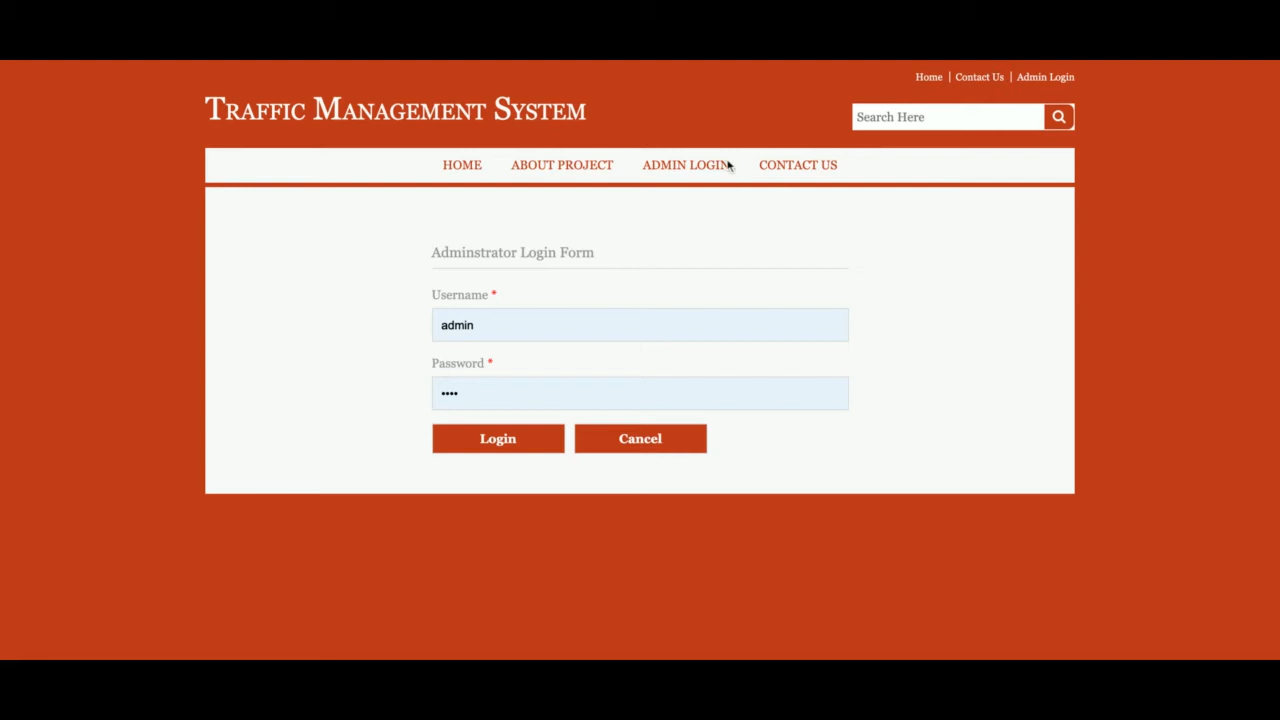 Home | Contact Us | Admin Login
Traffic Management System
Search Here
HOME ABOUT PROJECT ADMIN LOGIN CONTACT US
Adminstrator Login Form
Username *
admin
Password *
••••
Login Cancel